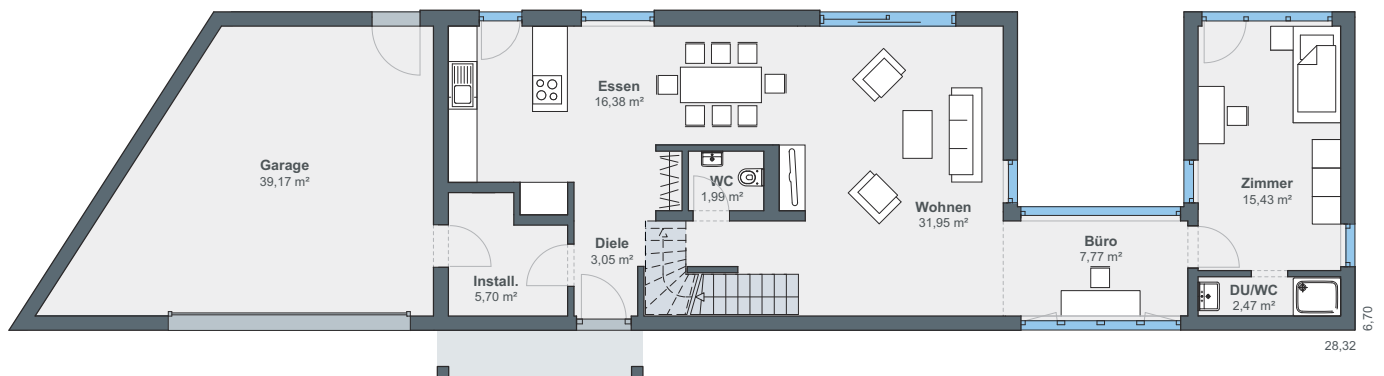 Garage
39,17 m²
Essen
16,38 m²
WC
1,99 m²
Wohnen
31,95 m²
Zimmer
15,43 m²
Diele
3,05 m²
Install.
5,70 m²
Büro
7,77 m²
DU/WC
2,47 m²
6,70
28,32